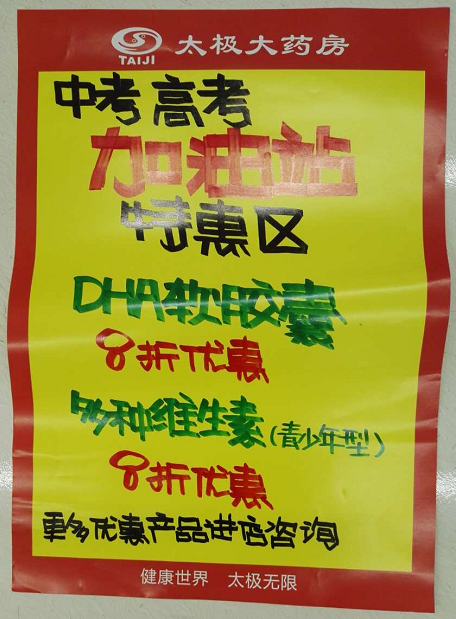 太极大药房
TAIJI
中考高考
加油站
特惠区
DHA软胶囊
8折优惠
多种维生素(青少年型)
8折优惠
更多优惠产品进店咨询
健康世界 太极无限